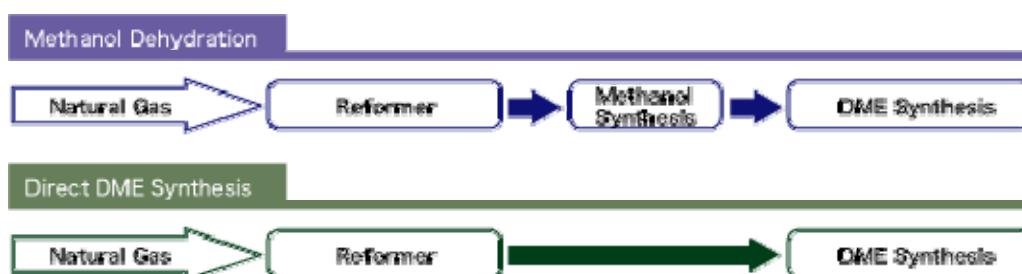 Methanol Dehydration
Natural Gas Reformer Methanol Synthesis DME Synthesis
Direct DME Synthesis
Natural Gas Reformer DME Synthesis